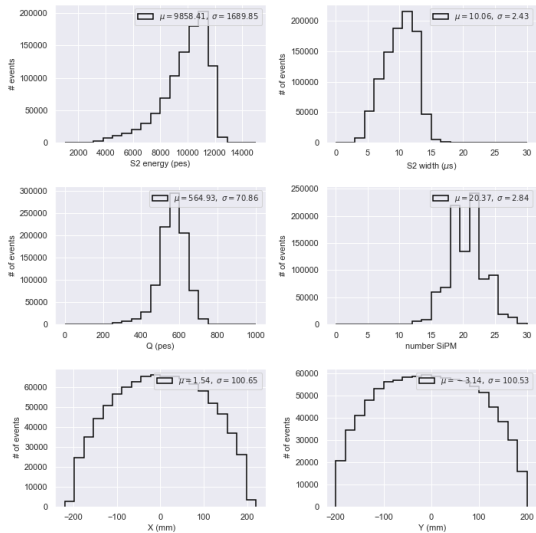 μ = 9858.41, σ = 1689.85
200000
150000
100000
50000
0
# of events
2000 4000 6000 8000 10000 12000 14000
S2 energy (pes)
μ = 10.06, σ = 2.43
200000
150000
100000
50000
0
# of events
0 5 10 15 20 25 30
S2 width (μs)
μ = 564.93, σ = 70.86
300000
250000
200000
150000
100000
50000
0
# of events
0 200 400 600 800 1000
Q (pes)
μ = 20.37, σ = 2.84
250000
200000
150000
100000
50000
0
# of events
0 5 10 15 20 25 30
number SiPM
μ = 1.54, σ = 100.65
60000
50000
40000
30000
20000
10000
0
# of events
−200 −100 0 100 200
X (mm)
μ = −3.14, σ = 100.53
60000
50000
40000
30000
20000
10000
0
# of events
−200 −100 0 100 200
Y (mm)